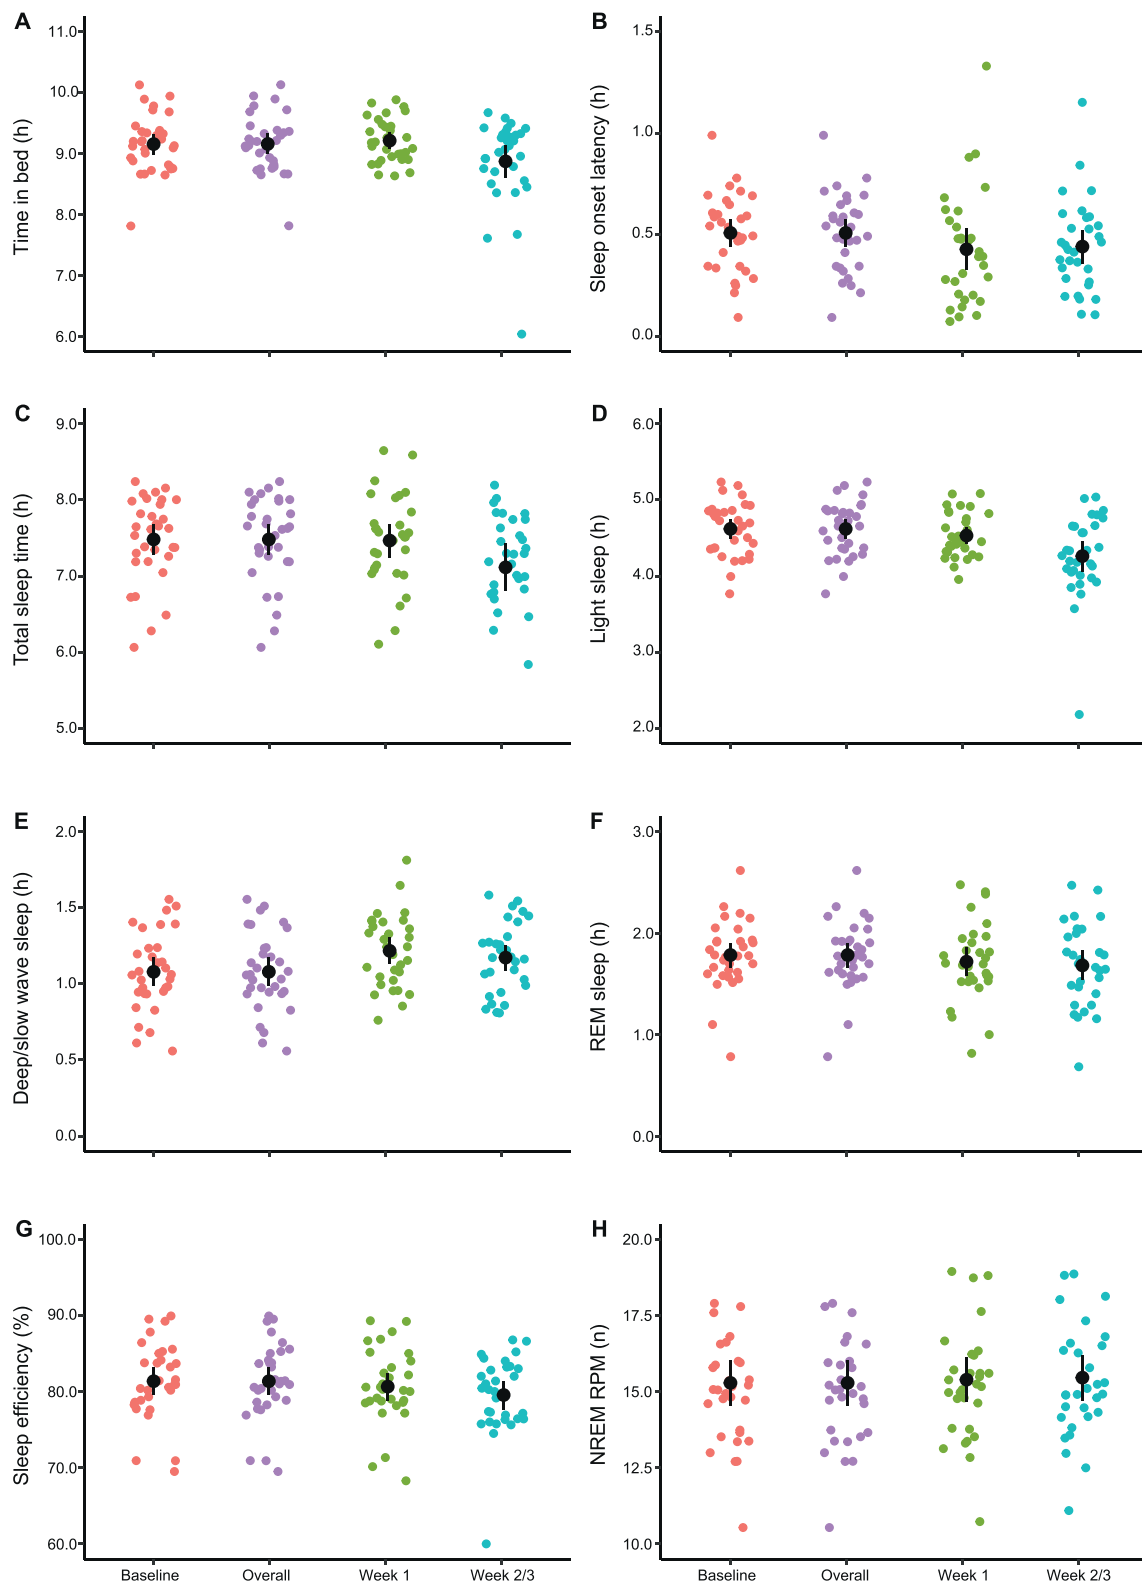 A
Time in bed (h)
11.0
10.0
9.0
8.0
7.0
6.0
B
Sleep onset latency (h)
1.5
1.0
0.5
0.0
C
Total sleep time (h)
9.0
8.0
7.0
6.0
5.0
D
Light sleep (h)
6.0
5.0
4.0
3.0
2.0
E
Deep/slow wave sleep (h)
2.0
1.5
1.0
0.5
0.0
F
REM sleep (h)
3.0
2.0
1.0
0.0
G
Sleep efficiency (%)
100.0
90.0
80.0
70.0
60.0
Baseline
Overall
Week 1
Week 2/3
H
NREM RPM (n)
20.0
17.5
15.0
12.5
10.0
Baseline
Overall
Week 1
Week 2/3